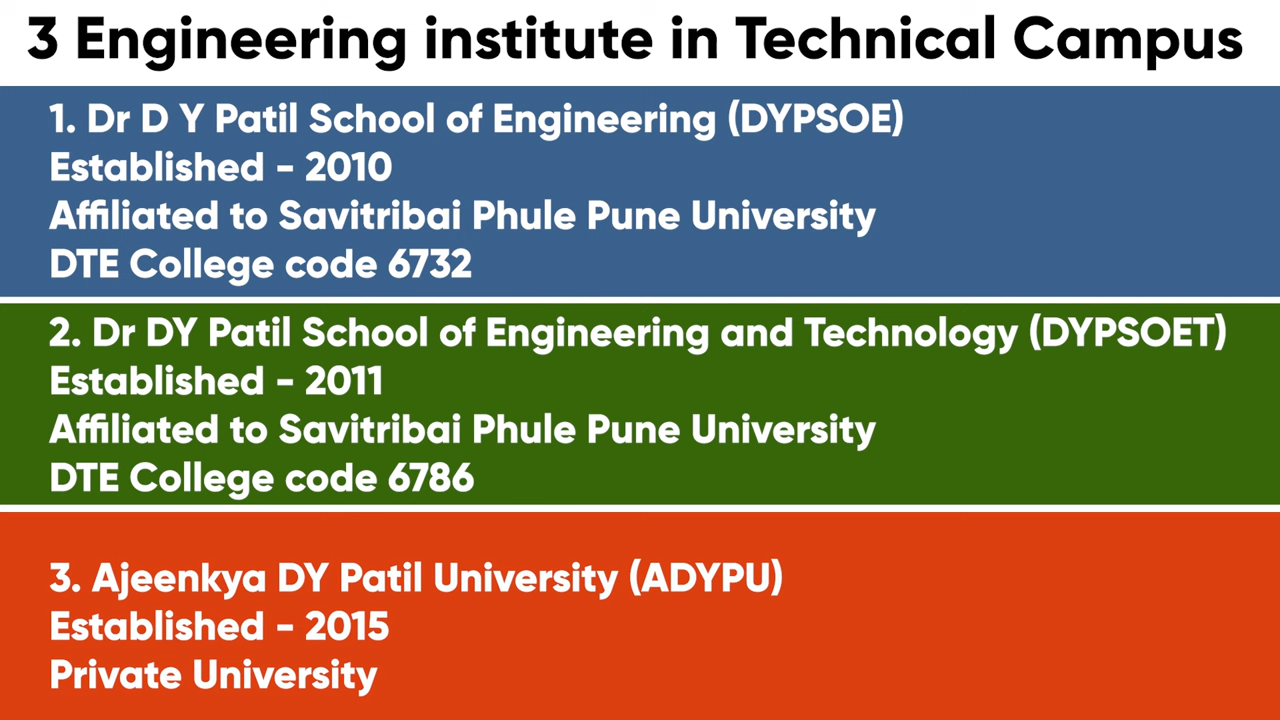 3 Engineering institute in Technical Campus
1. Dr D Y Patil School of Engineering (DYPSOE)
Established - 2010
Affiliated to Savitribai Phule Pune University
DTE College code 6732
2. Dr DY Patil School of Engineering and Technology (DYPSOET)
Established - 2011
Affiliated to Savitribai Phule Pune University
DTE College code 6786
3. Ajeenkya DY Patil University (ADYPU)
Established - 2015
Private University